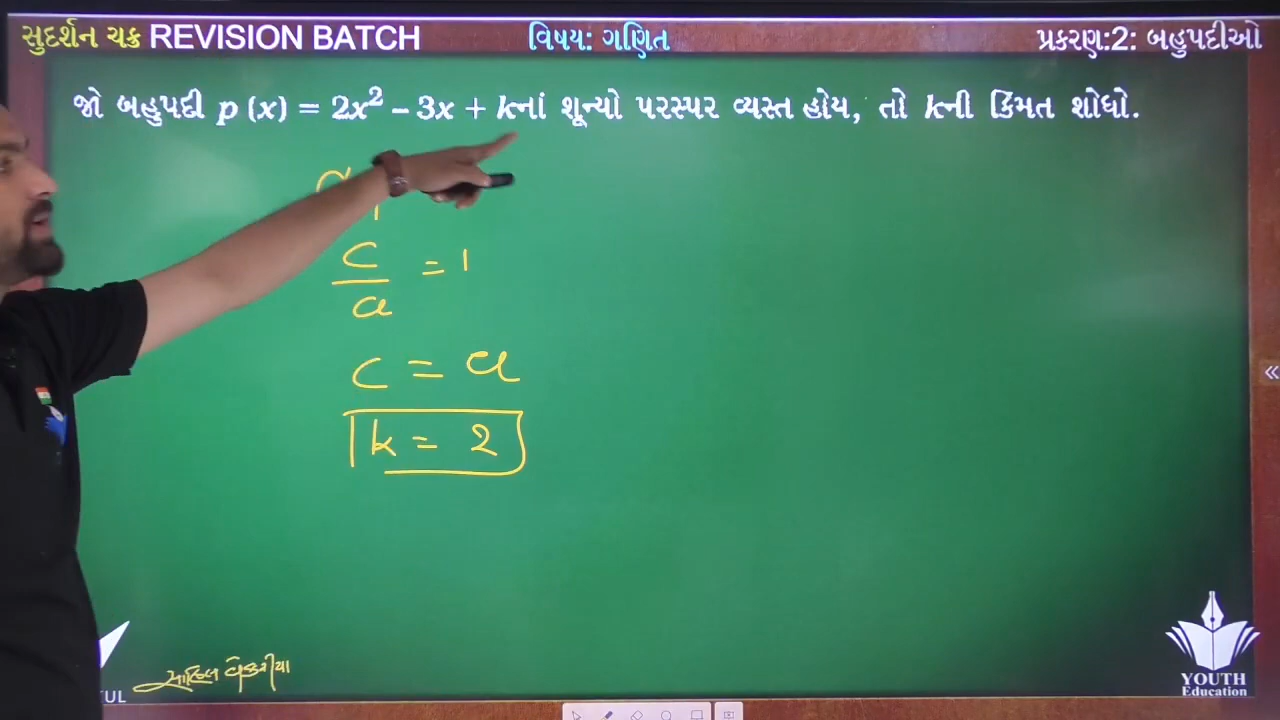 સુદર્શન ચક્ર REVISION BATCH
વિષય: ગણિત
પ્રકરણ:2: બહુપદીઓ
જો બહુપદી p (x) = 2x² – 3x + kનાં શૂન્યો પરસ્પર વ્યસ્ત હોય, તો kની કિંમત શોધો.
c/a = 1
c = a
k = 2
YOUTH
Education